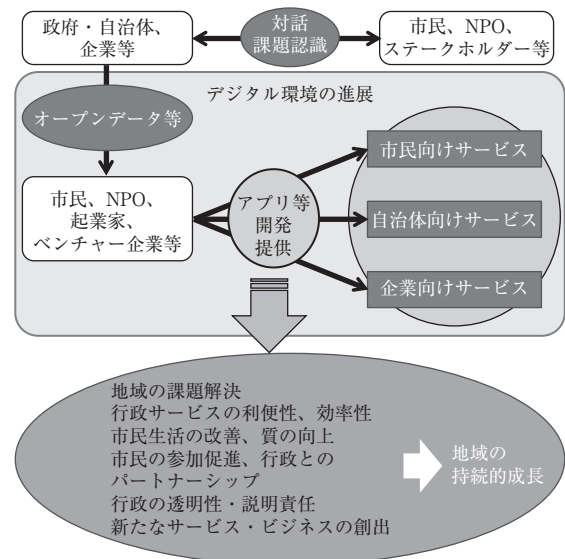 政府・自治体、
企業等
対話
課題認識
市民、NPO、
ステークホルダー等
デジタル環境の進展
オープンデータ等
市民、NPO、
起業家、
ベンチャー企業等
アプリ等
開発
提供
市民向けサービス
自治体向けサービス
企業向けサービス
地域の課題解決
行政サービスの利便性、効率性
市民生活の改善、質の向上
市民の参加促進、行政との
パートナーシップ
行政の透明性・説明責任
新たなサービス・ビジネスの創出
地域の
持続的成長